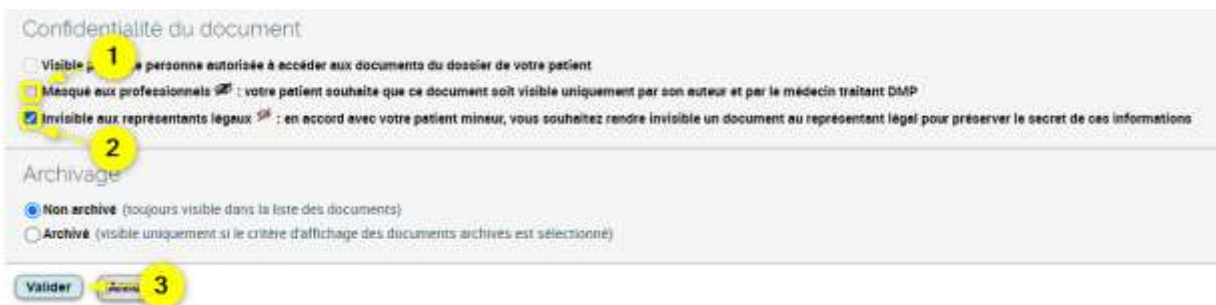 Confidentialité du document
1
Visible personne autorisée à accéder aux documents du dossier de votre patient
Masqué aux professionnels : votre patient souhaite que ce document soit visible uniquement par son auteur et par le médecin traitant DMP
Invisible aux représentants légaux : en accord avec votre patient mineur, vous souhaitez rendre invisible un document au représentant légal pour préserver le secret de ces informations
2
Archivage
Non archivé (toujours visible dans la liste des documents)
Archivé (visible uniquement si le critère d'affichage des documents archivés est sélectionné)
Valider 3